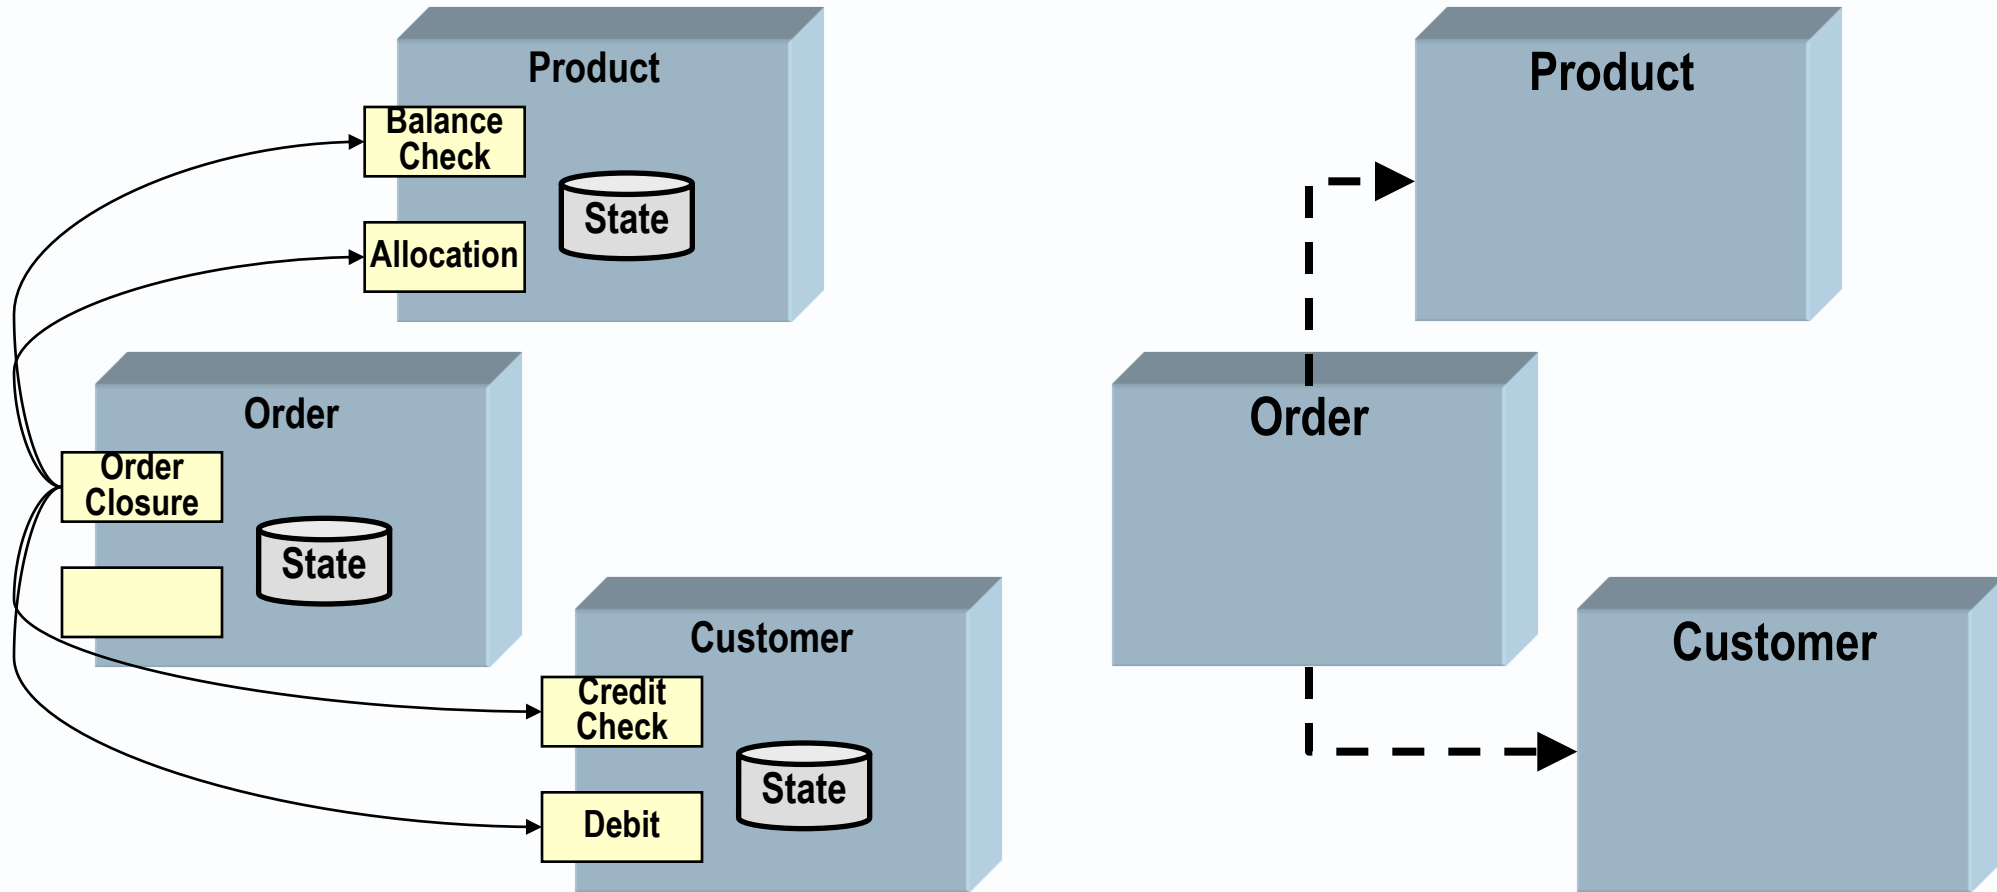 Product
Balance
Check
Allocation
State
Order
Order
Closure
State
Customer
Credit
Check
Debit
State
Product
Order
Customer